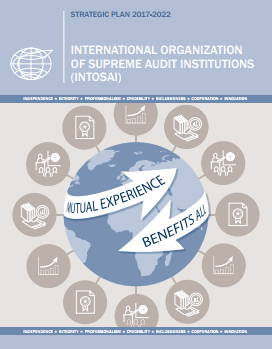 STRATEGIC PLAN 2017-2022
INTERNATIONAL ORGANIZATION
OF SUPREME AUDIT INSTITUTIONS
(INTOSAI)
INDEPENDENCE ★ INTEGRITY ★ PROFESSIONALISM ★ CREDIBILITY ★ INCLUSIVENESS ★ COOPERATION ★ INNOVATION
MUTUAL EXPERIENCE
BENEFITS ALL
INDEPENDENCE ★ INTEGRITY ★ PROFESSIONALISM ★ CREDIBILITY ★ INCLUSIVENESS ★ COOPERATION ★ INNOVATION